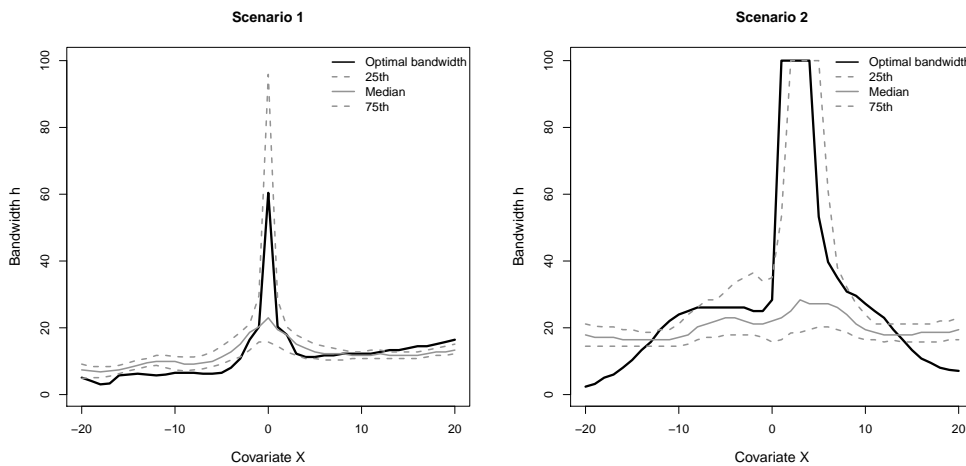 Scenario 1
Bandwidth h
0
20
40
60
80
100
−20
−10
0
10
20
Covariate X
Optimal bandwidth
25th
Median
75th
Scenario 2
Bandwidth h
0
20
40
60
80
100
−20
−10
0
10
20
Covariate X
Optimal bandwidth
25th
Median
75th